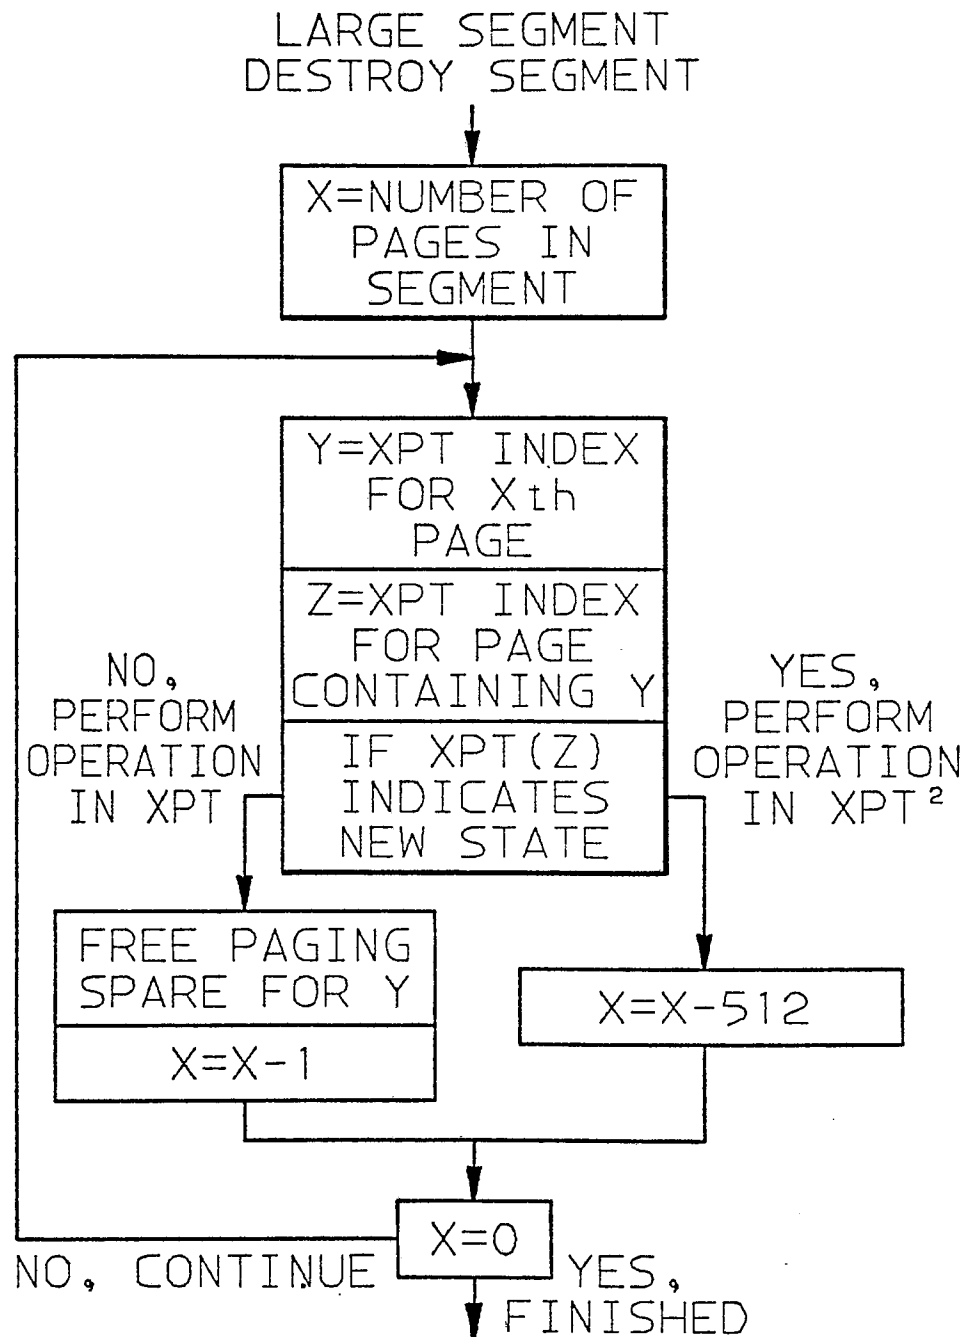 LARGE SEGMENT
DESTROY SEGMENT
X=NUMBER OF
PAGES IN
SEGMENT
Y=XPT INDEX
FOR Xth
PAGE
Z=XPT INDEX
FOR PAGE
CONTAINING Y
IF XPT(Z)
INDICATES
NEW STATE
NO,
PERFORM
OPERATION
IN XPT
YES,
PERFORM
OPERATION
IN XPT²
FREE PAGING
SPARE FOR Y
X=X-1
X=X-512
X=0
NO, CONTINUE
YES,
FINISHED